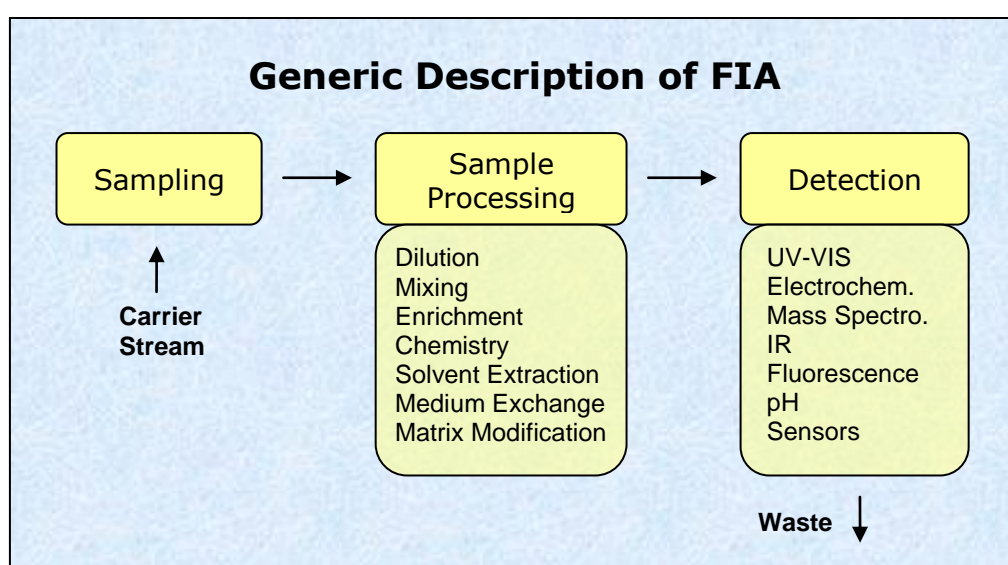 Generic Description of FIA
Sampling
Sample
Processing
Detection
Carrier
Stream
Dilution
Mixing
Enrichment
Chemistry
Solvent Extraction
Medium Exchange
Matrix Modification
UV-VIS
Electrochem.
Mass Spectro.
IR
Fluorescence
pH
Sensors
Waste